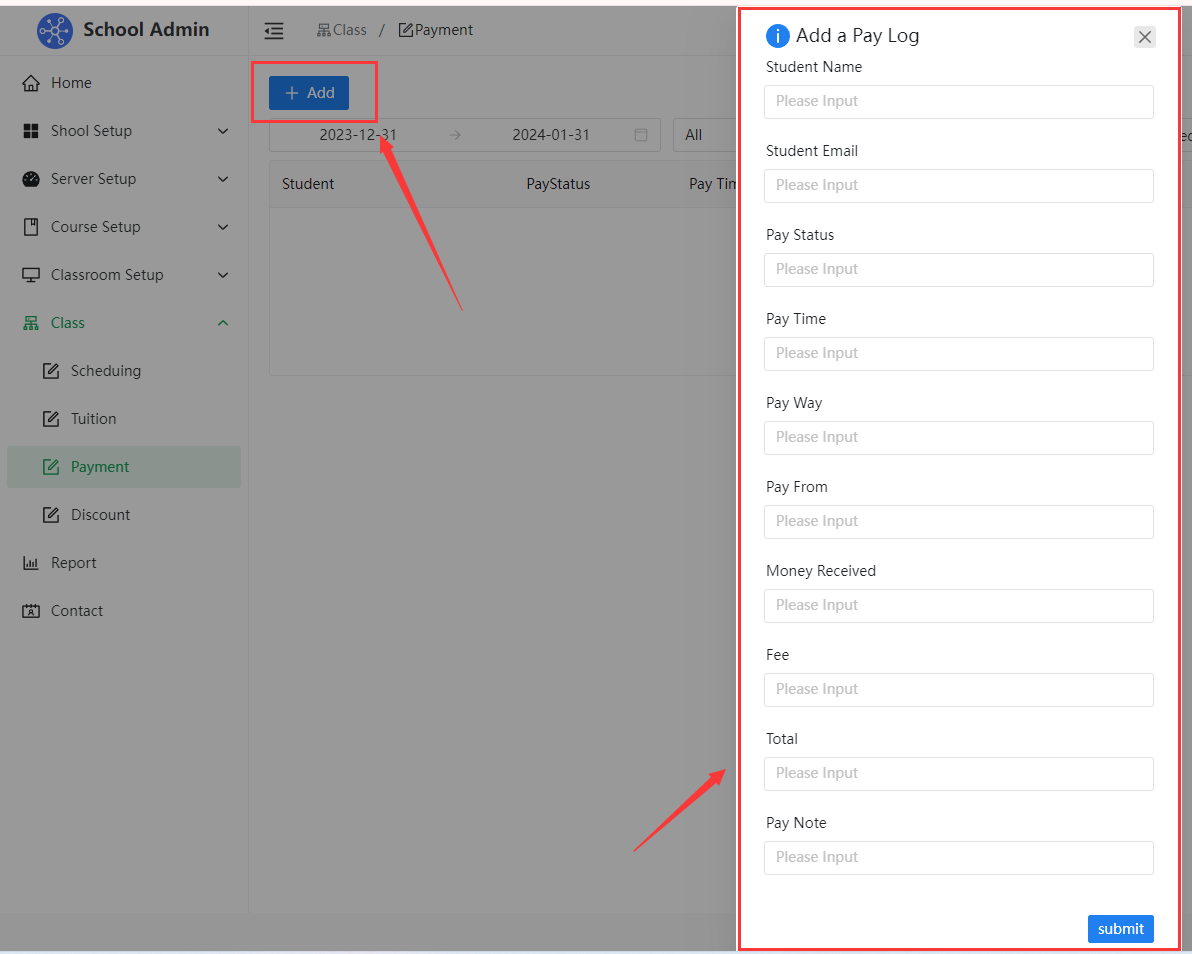 School Admin
Class / Payment
Home
Shool Setup
Server Setup
Course Setup
Classroom Setup
Class
Scheduling
Tuition
Payment
Discount
Report
Contact
+ Add
2023-12-31 → 2024-01-31
All
Student PayStatus Pay Tim
Add a Pay Log
Student Name
Please Input
Student Email
Please Input
Pay Status
Please Input
Pay Time
Please Input
Pay Way
Please Input
Pay From
Please Input
Money Received
Please Input
Fee
Please Input
Total
Please Input
Pay Note
Please Input
submit